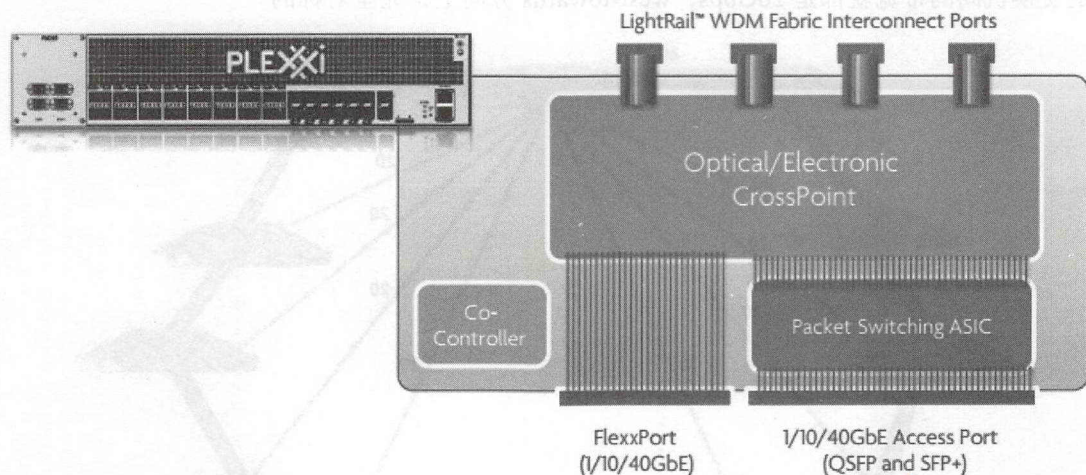 LightRail™ WDM Fabric Interconnect Ports
PLEXXI
Optical/Electronic
CrossPoint
Co-
Controller
Packet Switching ASIC
FlexxPort
(1/10/40GbE)
1/10/40GbE Access Port
(QSFP and SFP+)